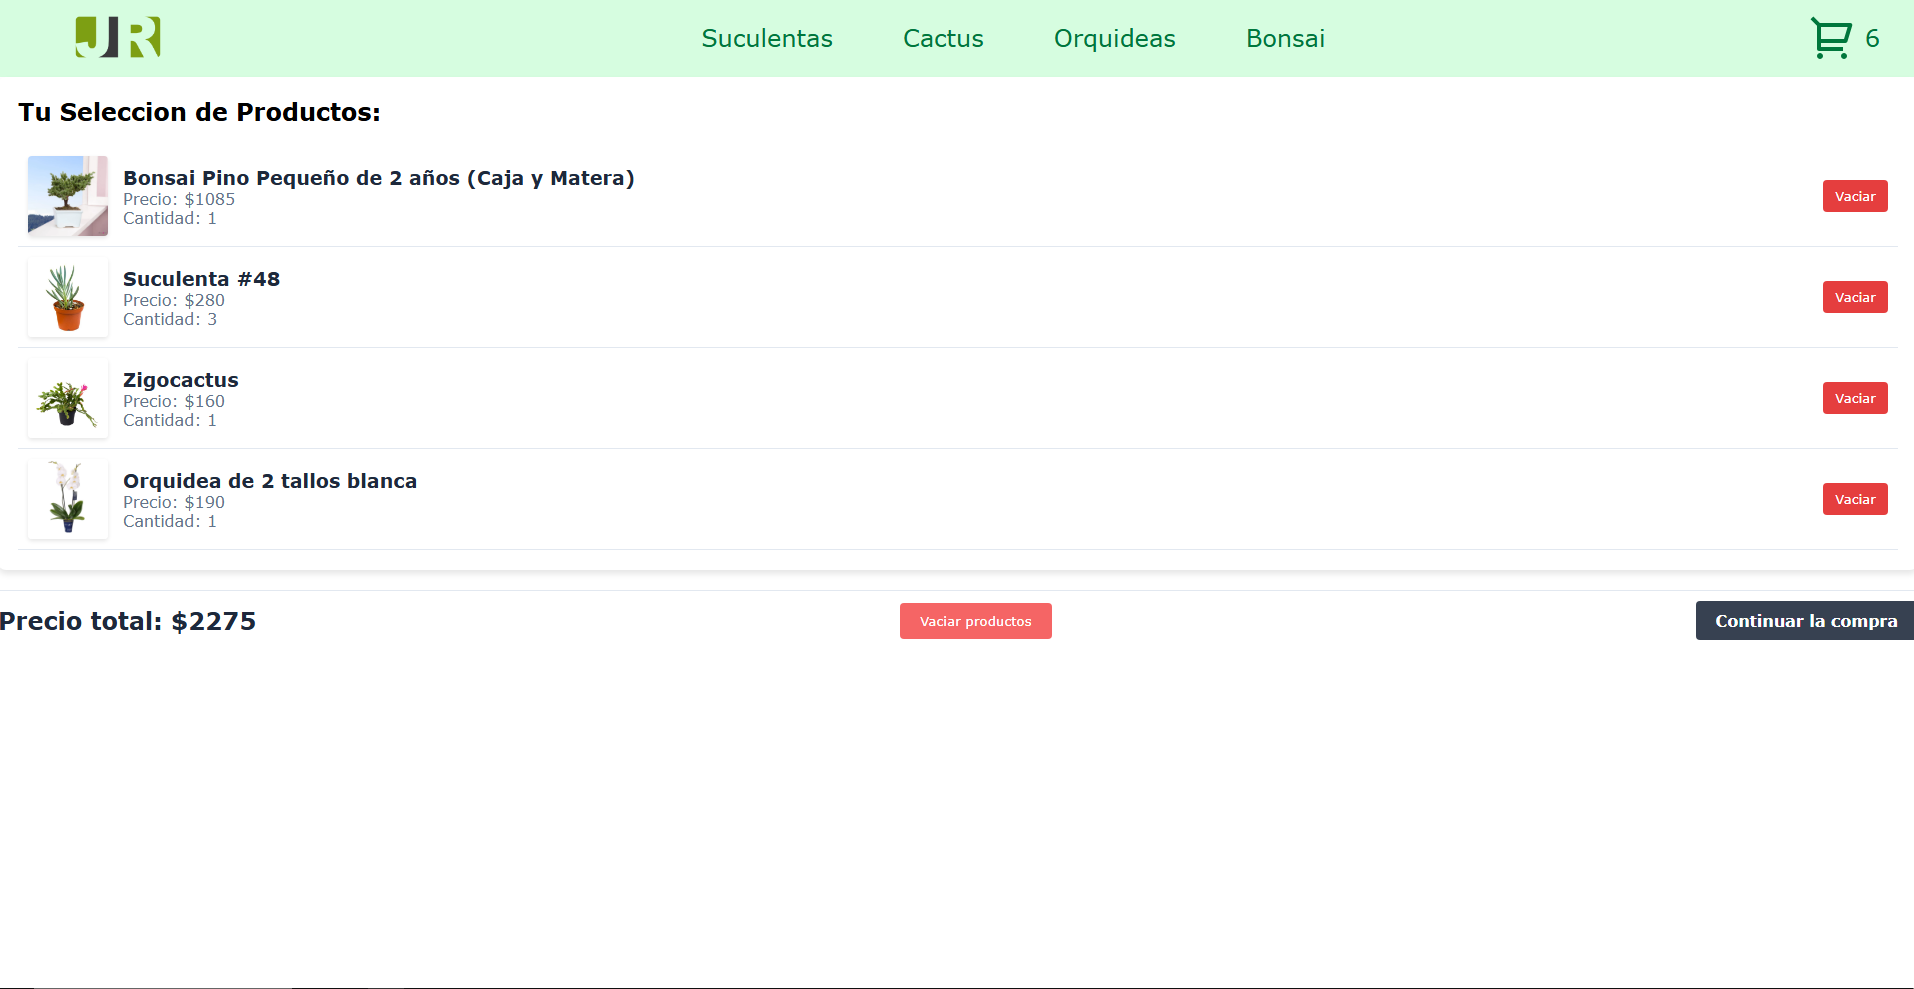 JR
Suculentas Cactus Orquideas Bonsai 6
Tu Seleccion de Productos:
Bonsai Pino Pequeño de 2 años (Caja y Matera)
Precio: $1085
Cantidad: 1
Vaciar
Suculenta #48
Precio: $280
Cantidad: 3
Vaciar
Zigocactus
Precio: $160
Cantidad: 1
Vaciar
Orquidea de 2 tallos blanca
Precio: $190
Cantidad: 1
Vaciar
Precio total: $2275 Vaciar productos Continuar la compra